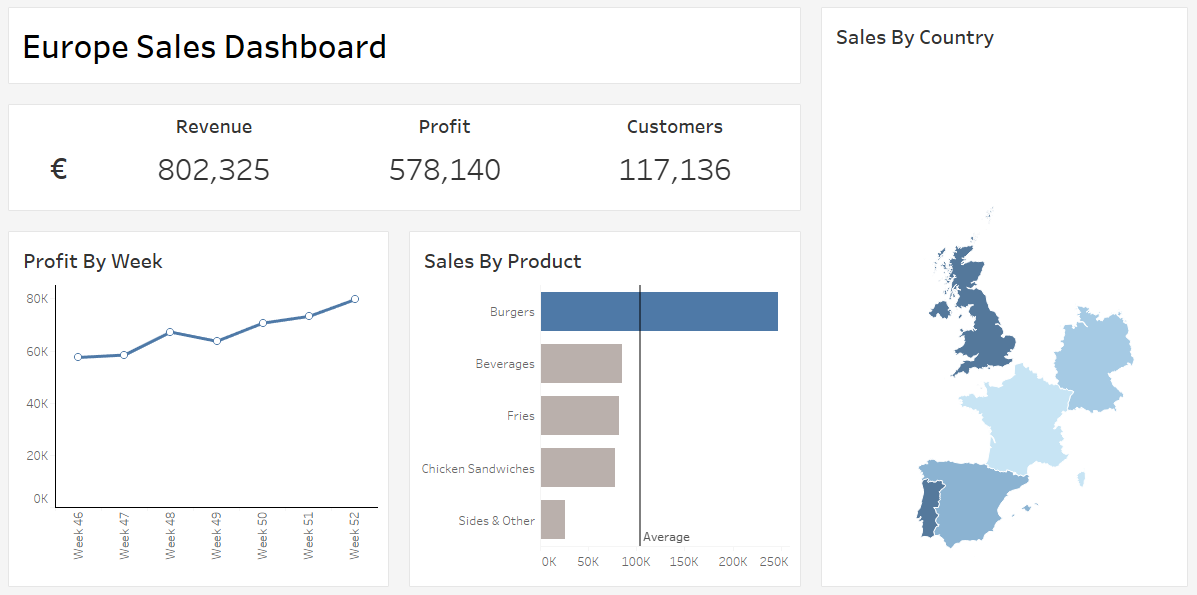 Europe Sales Dashboard
Revenue Profit Customers
€ 802,325 578,140 117,136
Profit By Week
80K
60K
40K
20K
0K
Week 46
Week 47
Week 48
Week 49
Week 50
Week 51
Week 52
Sales By Product
Burgers
Beverages
Fries
Chicken Sandwiches
Sides & Other
Average
0K 50K 100K 150K 200K 250K
Sales By Country